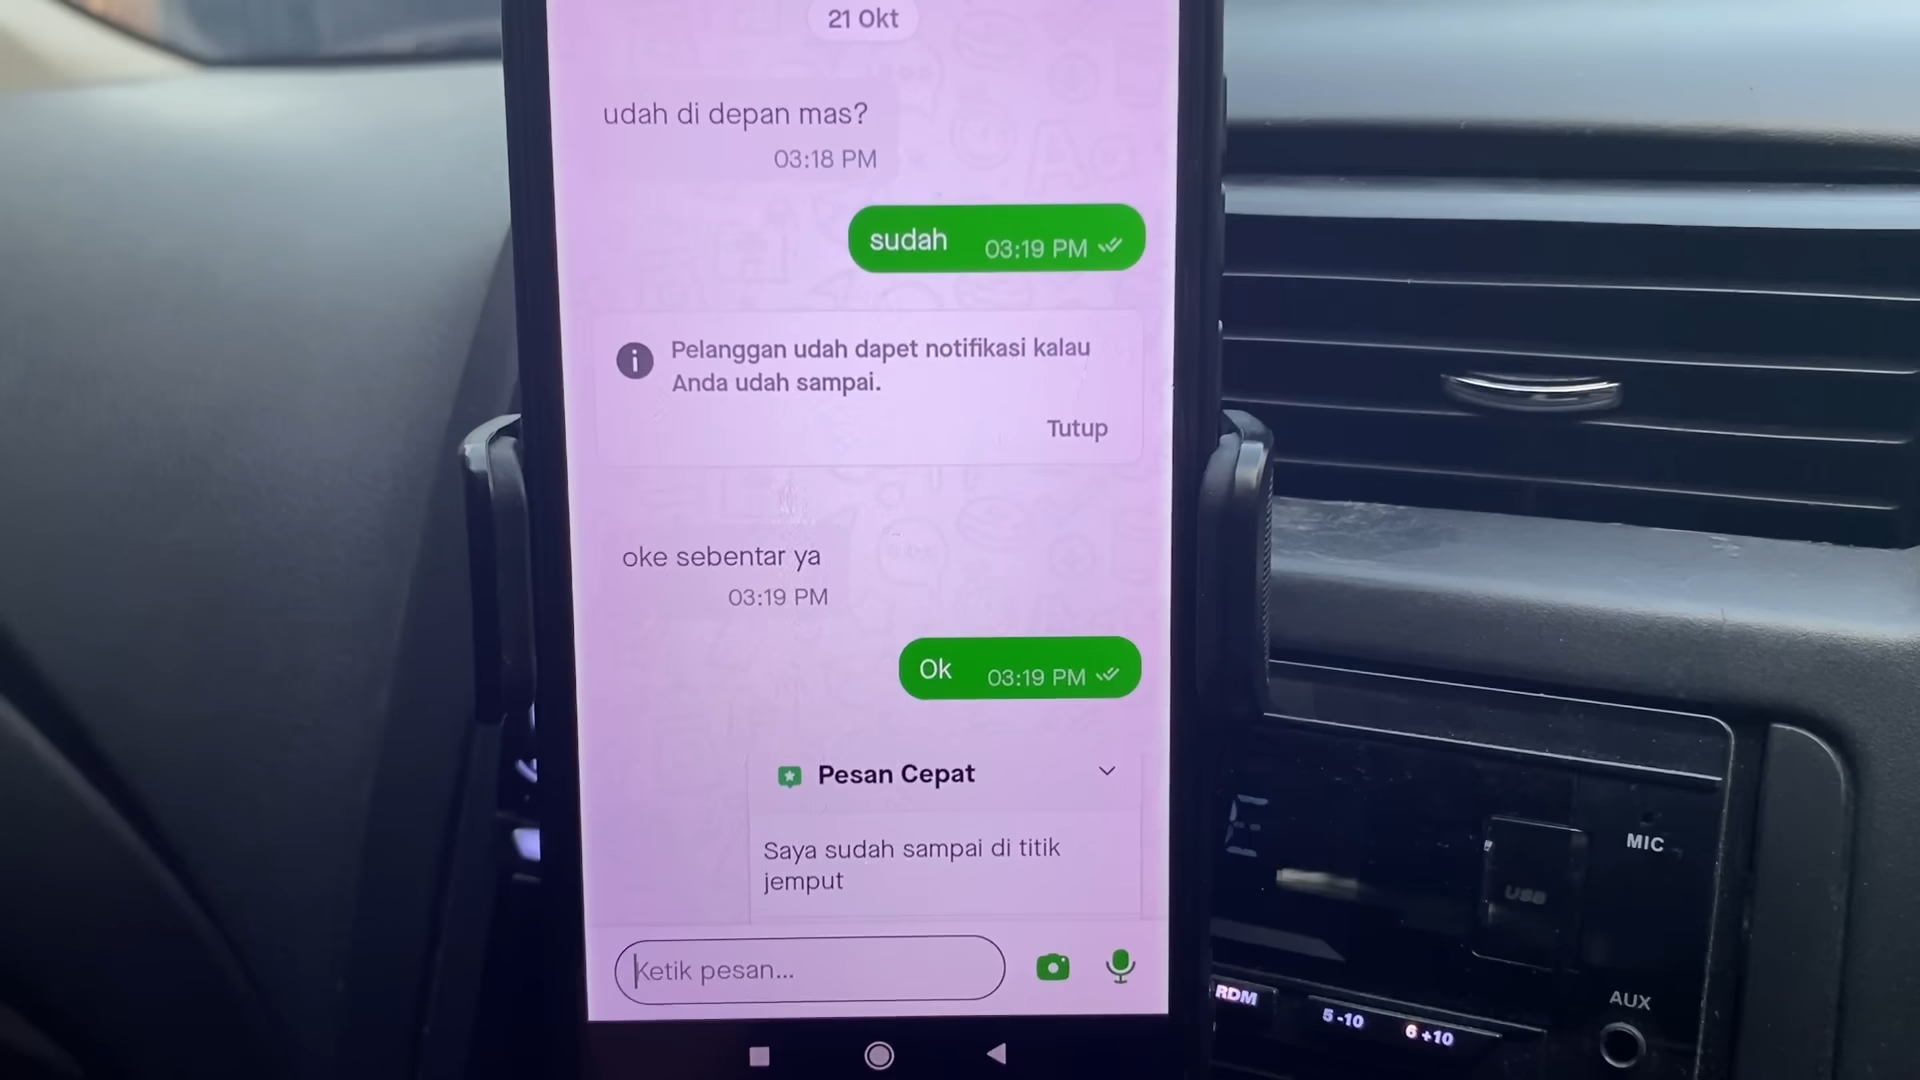 21 Okt
udah di depan mas?
03:18 PM
sudah 03:19 PM
Pelanggan udah dapet notifikasi kalau
Anda udah sampai.
Tutup
oke sebentar ya
03:19 PM
Ok 03:19 PM
Pesan Cepat
Saya sudah sampai di titik
jemput
Ketik pesan...
MIC
USB
AUX
RDM
5 -10
6 +10